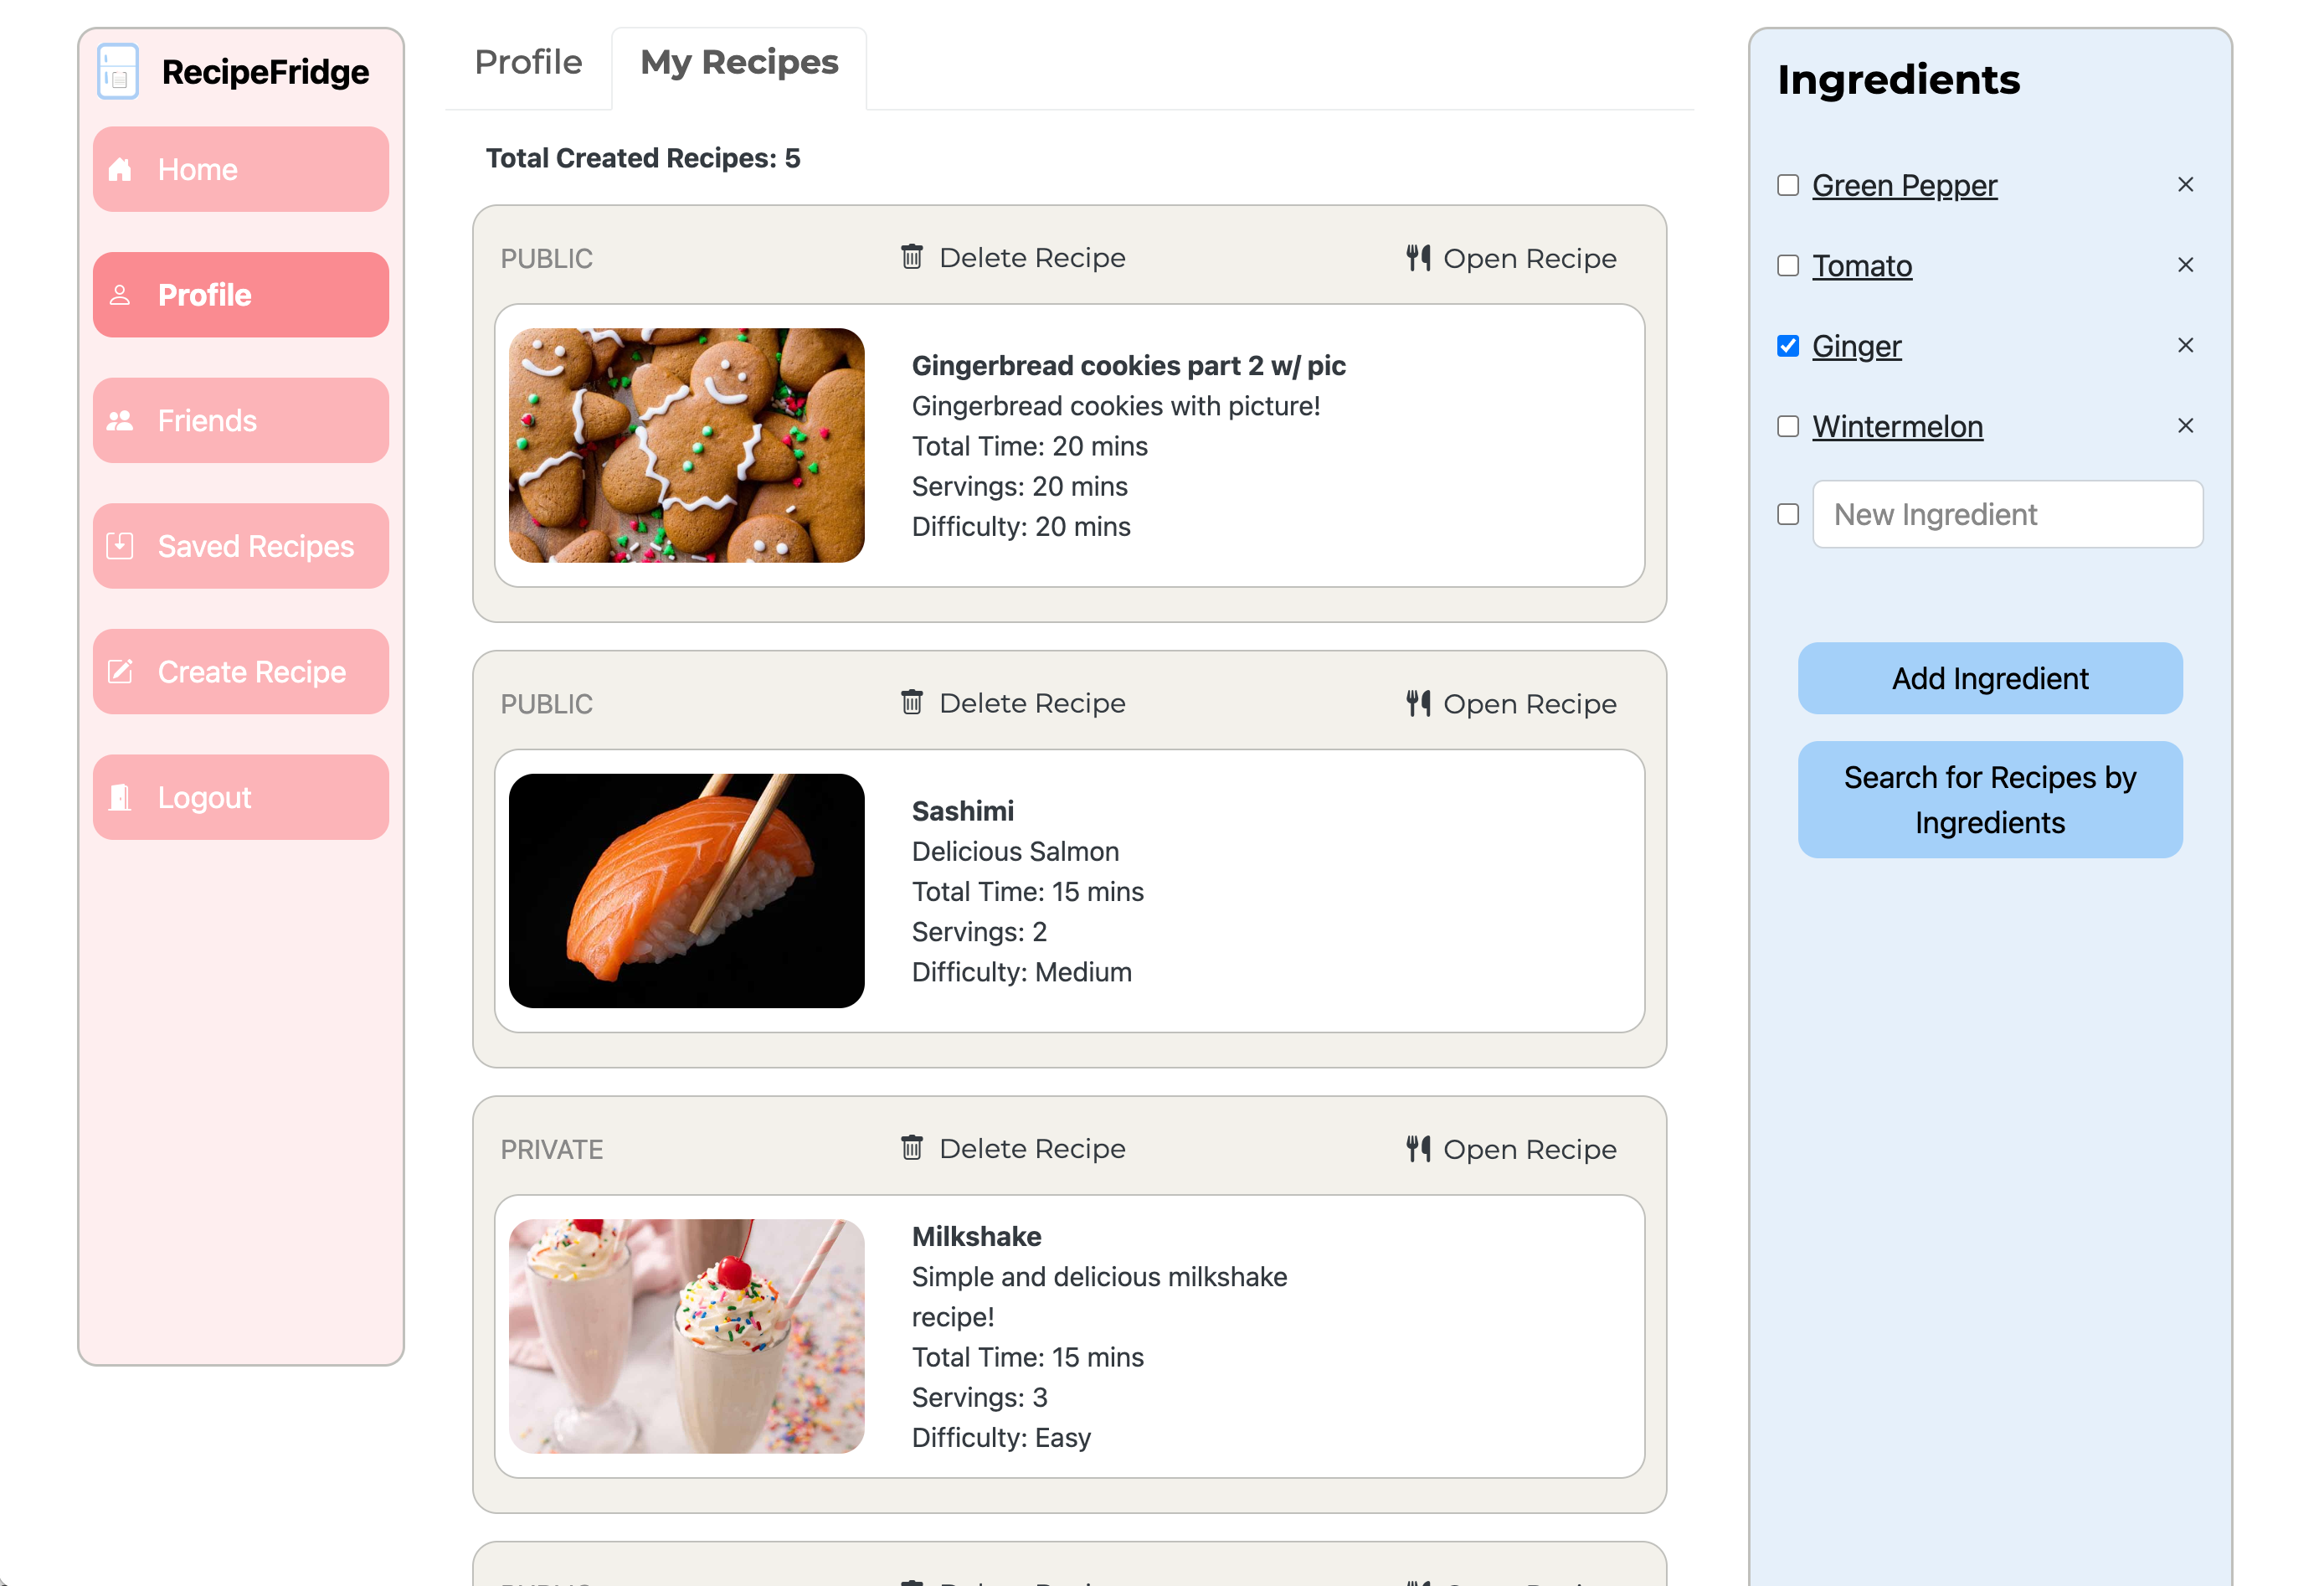 RecipeFridge
Home
Profile
Friends
Saved Recipes
Create Recipe
Logout
Profile
My Recipes
Total Created Recipes: 5
PUBLIC
Delete Recipe
Open Recipe
Gingerbread cookies part 2 w/ pic
Gingerbread cookies with picture!
Total Time: 20 mins
Servings: 20 mins
Difficulty: 20 mins
PUBLIC
Delete Recipe
Open Recipe
Sashimi
Delicious Salmon
Total Time: 15 mins
Servings: 2
Difficulty: Medium
PRIVATE
Delete Recipe
Open Recipe
Milkshake
Simple and delicious milkshake
recipe!
Total Time: 15 mins
Servings: 3
Difficulty: Easy
Ingredients
Green Pepper
Tomato
Ginger
Wintermelon
New Ingredient
Add Ingredient
Search for Recipes by
Ingredients